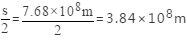 s/2 = 7.68×10⁸m/2 = 3.84×10⁸m